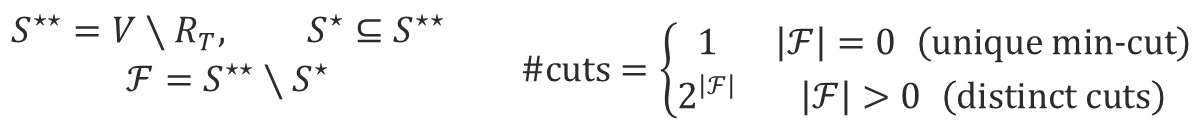 S⋆⋆ = V \ R_T, S⋆ ⊆ S⋆⋆
ℱ = S⋆⋆ \ S⋆
#cuts = { 1 |ℱ| = 0 (unique min-cut)
2^|ℱ| |ℱ| > 0 (distinct cuts)